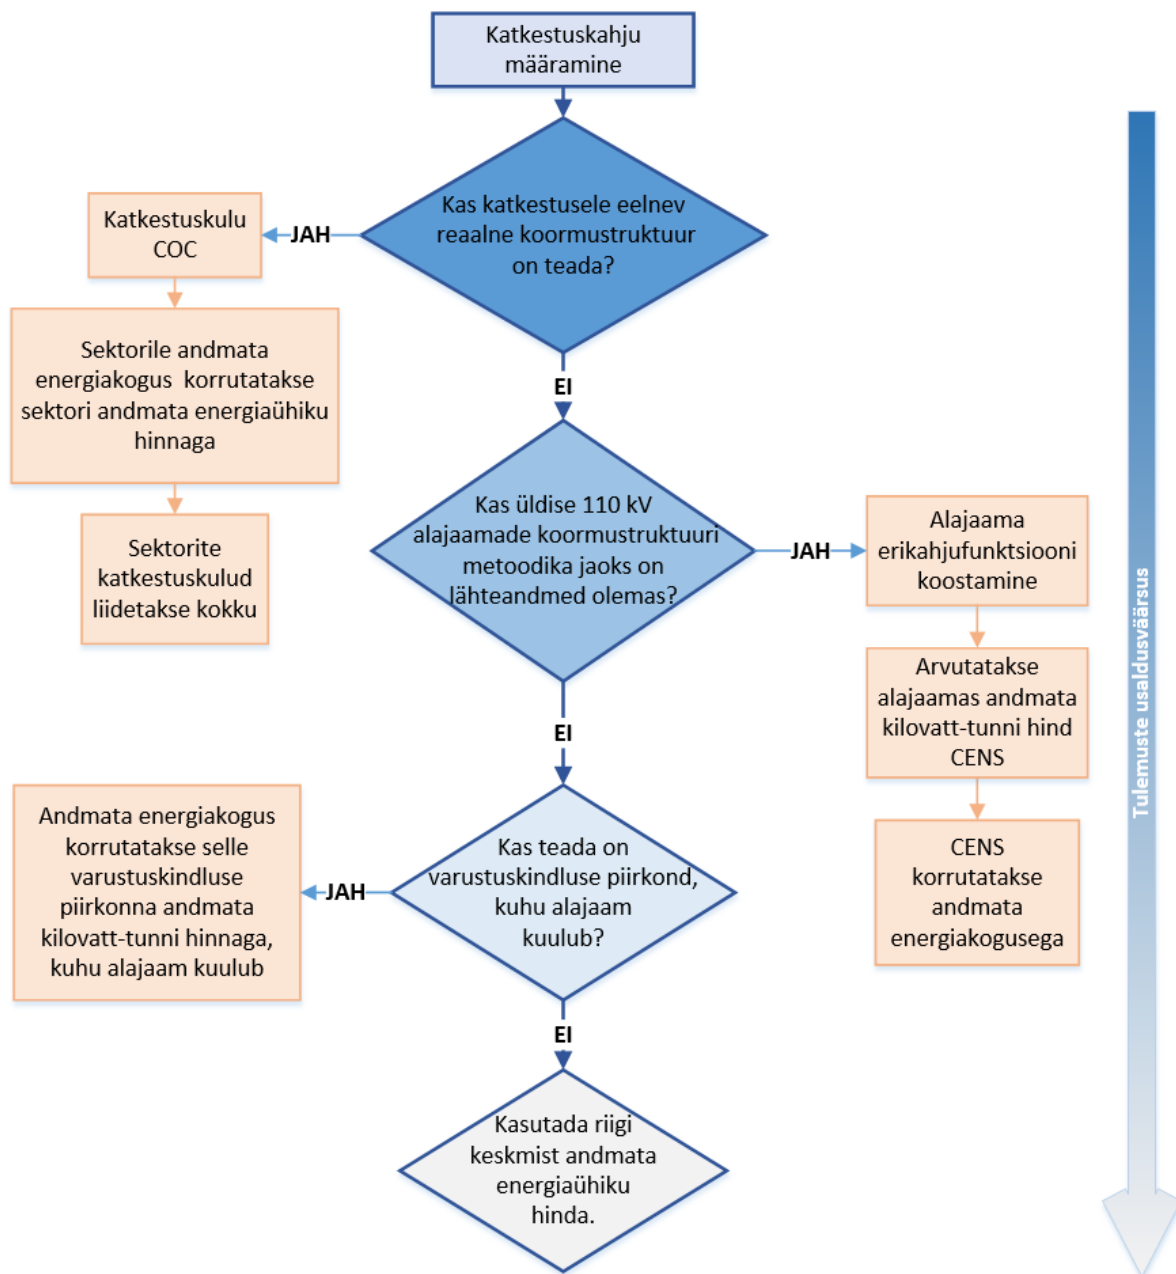 Katkestuskahju
määramine
Kas katkestusele eelnev
reaalne koormustruktuur
on teada?
JAH
Katkestuskulu
COC
Sektorile andmata
energiakogus korrutatakse
sektori andmata energiaühiku
hinnaga
Sektorite
katkestuskulud
liidetakse kokku
EI
Kas üldise 110 kV
alajaamade koormustruktuuri
metoodika jaoks on
lähteandmed olemas?
JAH
Alajaama
erikahjufunktsiooni
koostamine
Arvutatakse
alajaamas andmata
kilovatt-tunni hind
CENS
CENS
korrutatakse
andmata
energiakogusega
EI
Kas teada on
varustuskindluse piirkond,
kuhu alajaam
kuulub?
JAH
Andmata energiakogus
korrutatakse selle
varustuskindluse
piirkonna andmata
kilovatt-tunni hinnaga,
kuhu alajaam kuulub
EI
Kasutada riigi
keskmist andmata
energiaühiku
hinda.
Tulemuste usaldusväärsus